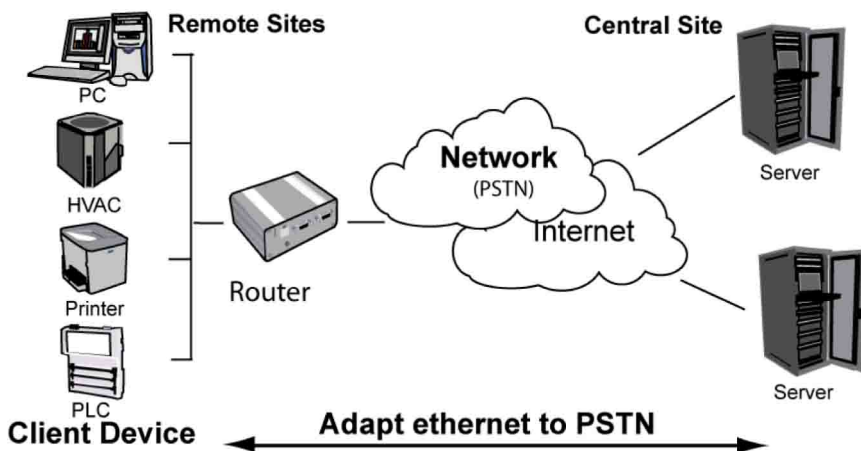 Remote Sites
Central Site
PC
HVAC
Printer
PLC
Client Device
Router
Network
(PSTN)
Internet
Server
Server
Adapt ethernet to PSTN